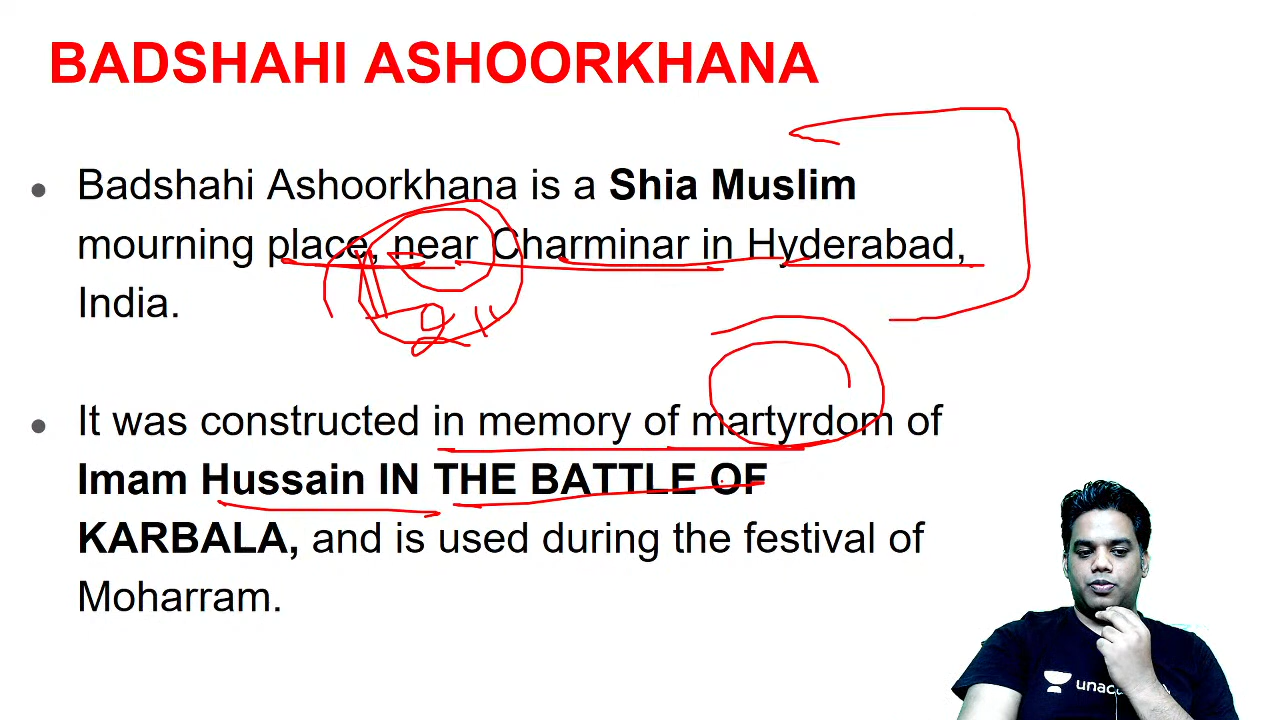 BADSHAHI ASHOORKHANA
Badshahi Ashoorkhana is a Shia Muslim
mourning place, near Charminar in Hyderabad,
India.
It was constructed in memory of martyrdom of
Imam Hussain IN THE BATTLE OF
KARBALA, and is used during the festival of
Moharram.